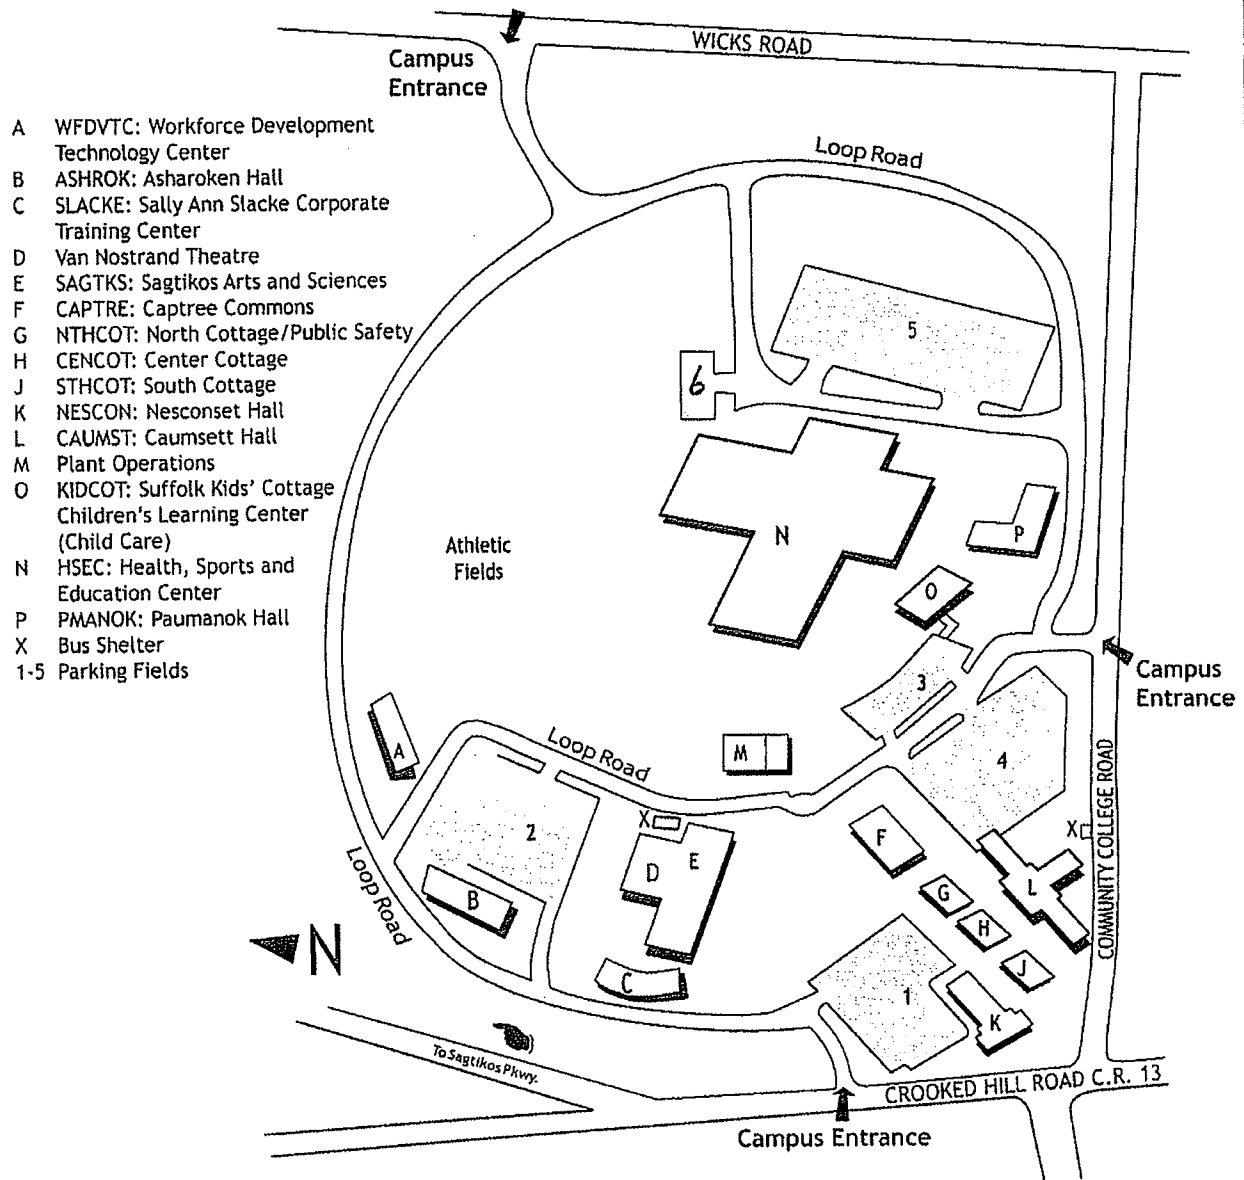 WICKS ROAD
Campus
Entrance
A WFDVTC: Workforce Development
Technology Center
B ASHROK: Asharoken Hall
C SLACKE: Sally Ann Slacke Corporate
Training Center
D Van Nostrand Theatre
E SAGTKS: Sagtikos Arts and Sciences
F CAPTRE: Captree Commons
G NTHCOT: North Cottage/Public Safety
H CENCOT: Center Cottage
J STHCOT: South Cottage
K NESCON: Nesconset Hall
L CAUMST: Caumsett Hall
M Plant Operations
O KIDCOT: Suffolk Kids' Cottage
Children's Learning Center
(Child Care)
N HSEC: Health, Sports and
Education Center
P PMANOK: Paumanok Hall
X Bus Shelter
1-5 Parking Fields
Loop Road
5
6
N
P
O
Athletic
Fields
3
Campus
Entrance
4
A
Loop Road
M
COMMUNITY COLLEGE ROAD
X
2
X
D
E
F
L
Loop Road
B
G
H
J
N
C
1
K
To Sagtikos Pkwy.
CROOKED HILL ROAD C.R. 13
Campus Entrance